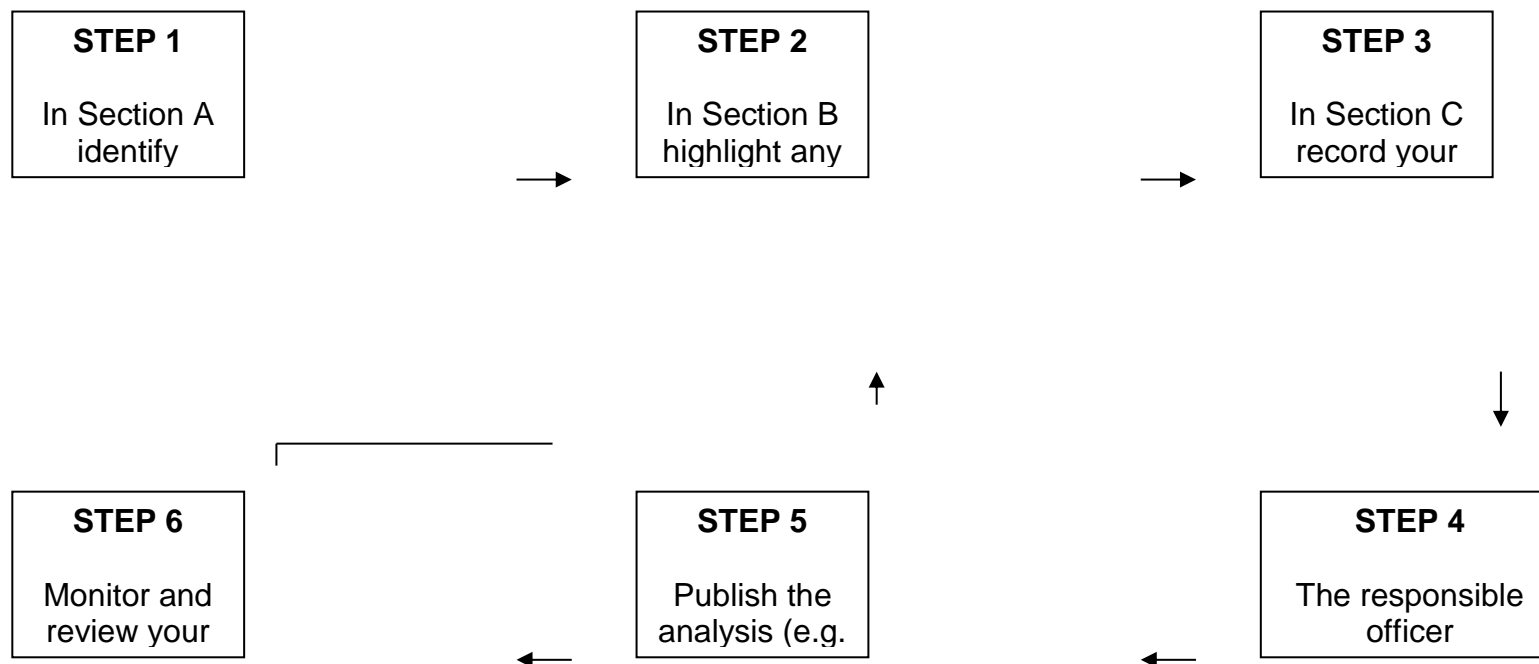 STEP 1
In Section A
identify
STEP 2
In Section B
highlight any
STEP 3
In Section C
record your
STEP 6
Monitor and
review your
STEP 5
Publish the
analysis (e.g.
STEP 4
The responsible
officer